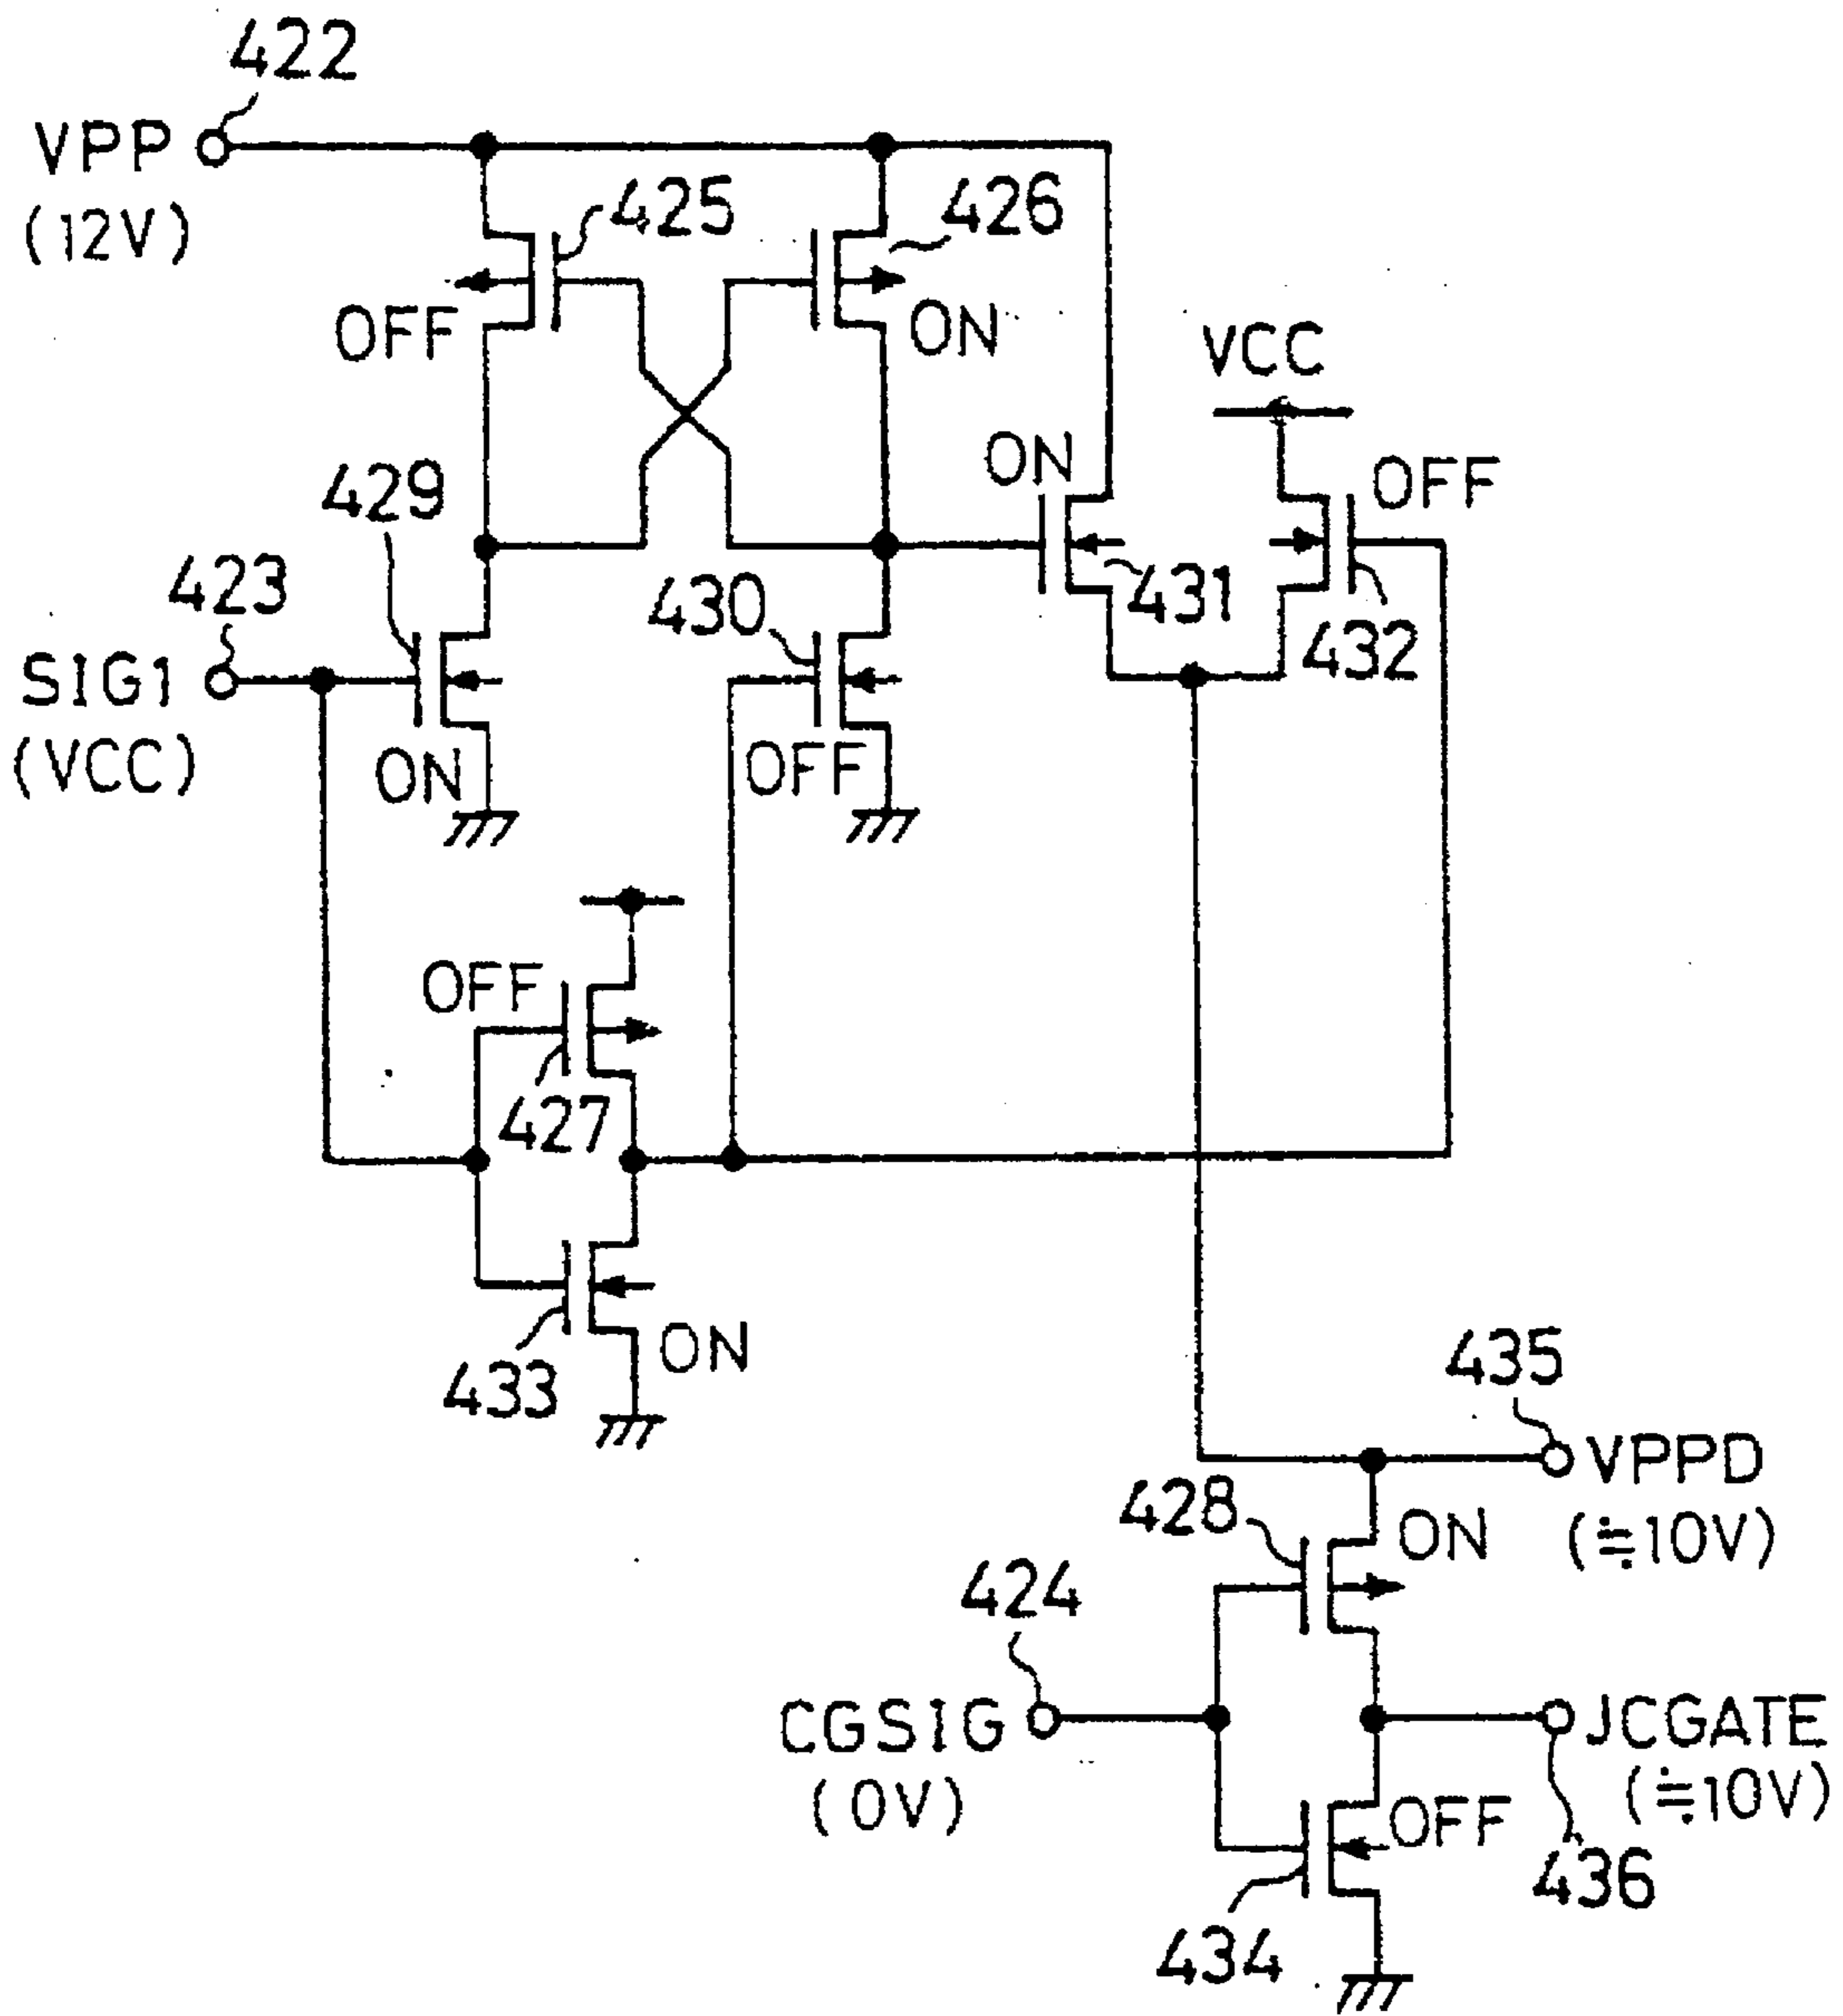 422
VPP
(12V)
425
426
OFF
ON
VCC
429
ON
OFF
423
430
431
432
SIG1
(VCC)
ON
OFF
OFF
427
433
ON
435
VPPD
(≒10V)
428
ON
424
CGSIG
(0V)
JCGATE
(≒10V)
OFF
436
434